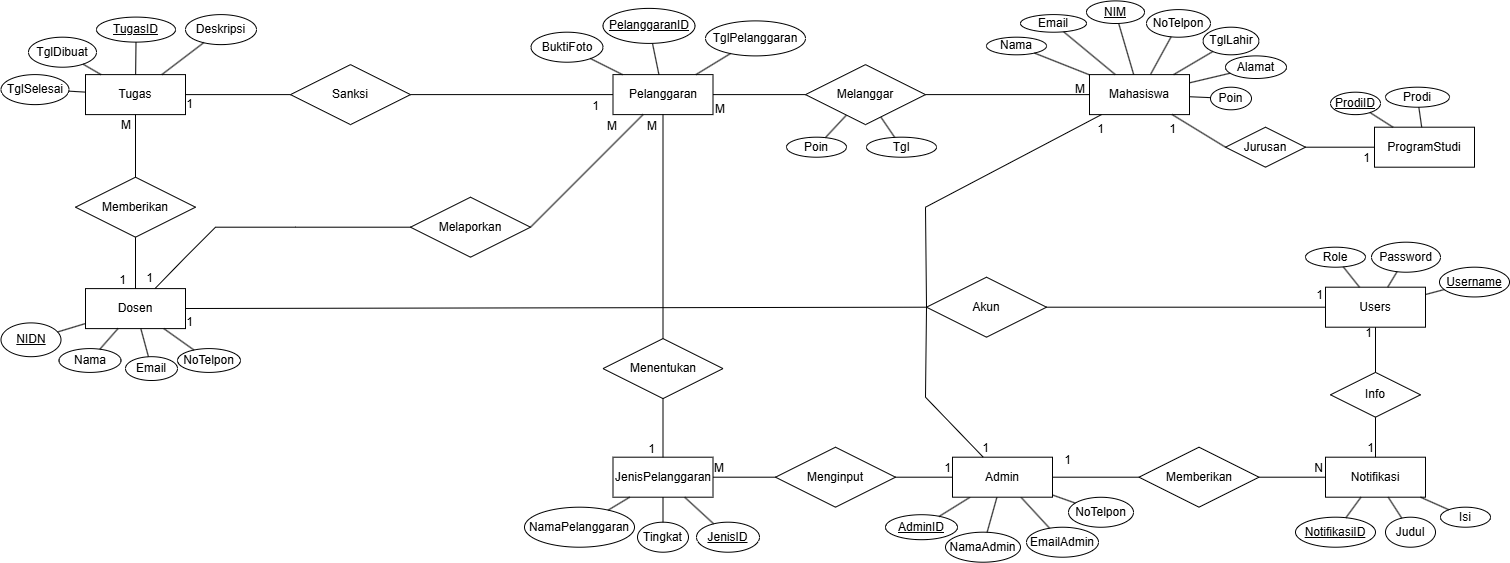 TugasID
Deskripsi
TglDibuat
TglSelesai
Tugas
1
M
Sanksi
BuktiFoto
PelanggaranID
TglPelanggaran
Pelanggaran
1
M
M
M
Melanggar
Poin
Tgl
Nama
Email
NIM
NoTelpon
TglLahir
Alamat
Poin
M
Mahasiswa
1
1
Jurusan
1
ProdiID
Prodi
ProgramStudi
Memberikan
Melaporkan
1
1
Dosen
1
NIDN
Nama
Email
NoTelpon
Akun
Role
Password
Username
1
Users
1
Menentukan
Info
1
JenisPelanggaran
M
NamaPelanggaran
Tingkat
JenisID
Menginput
1
1
Admin
1
AdminID
NamaAdmin
EmailAdmin
NoTelpon
Memberikan
N
1
Notifikasi
NotifikasiID
Judul
Isi